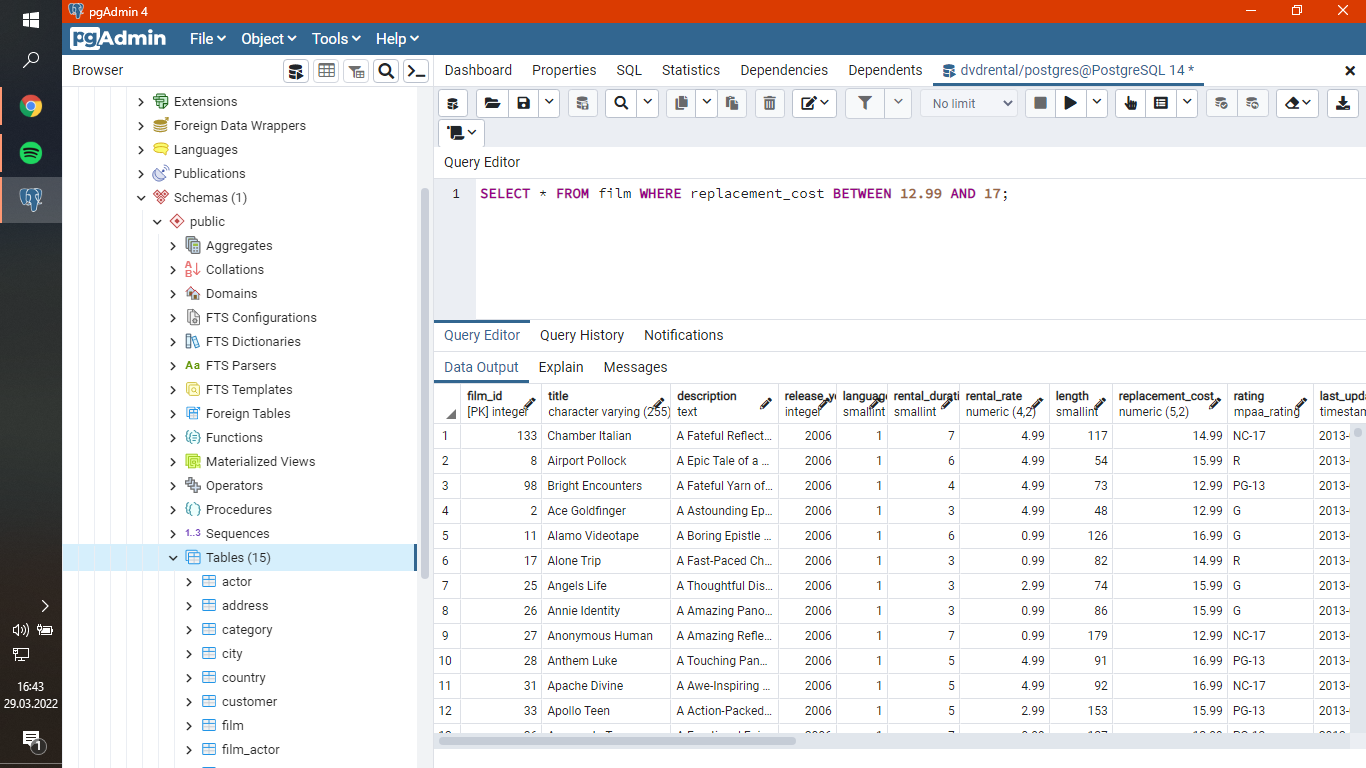 pgAdmin 4
pgAdmin File Object Tools Help
Browser
Dashboard Properties SQL Statistics Dependencies Dependents dvdrental/postgres@PostgreSQL 14 *
No limit
Query Editor
1 SELECT * FROM film WHERE replacement_cost BETWEEN 12.99 AND 17;
Extensions
Foreign Data Wrappers
Languages
Publications
Schemas (1)
public
Aggregates
Collations
Domains
FTS Configurations
FTS Dictionaries
Aa FTS Parsers
FTS Templates
Foreign Tables
Functions
Materialized Views
Operators
Procedures
1..3 Sequences
Tables (15)
actor
address
category
city
country
customer
film
film_actor
Query Editor Query History Notifications
Data Output Explain Messages
film_id title description release_y language rental_durati rental_rate length replacement_cost rating last_upda
[PK] integer character varying (255) text integer smallint smallint numeric (4,2) smallint numeric (5,2) mpaa_rating timestam
1 133 Chamber Italian A Fateful Reflect... 2006 1 7 4.99 117 14.99 NC-17 2013-
2 8 Airport Pollock A Epic Tale of a ... 2006 1 6 4.99 54 15.99 R 2013-
3 98 Bright Encounters A Fateful Yarn of... 2006 1 4 4.99 73 12.99 PG-13 2013-
4 2 Ace Goldfinger A Astounding Ep... 2006 1 3 4.99 48 12.99 G 2013-
5 11 Alamo Videotape A Boring Epistle ... 2006 1 6 0.99 126 16.99 G 2013-
6 17 Alone Trip A Fast-Paced Ch... 2006 1 3 0.99 82 14.99 R 2013-
7 25 Angels Life A Thoughtful Dis... 2006 1 3 2.99 74 15.99 G 2013-
8 26 Annie Identity A Amazing Pano... 2006 1 3 0.99 86 15.99 G 2013-
9 27 Anonymous Human A Amazing Refle... 2006 1 7 0.99 179 12.99 NC-17 2013-
10 28 Anthem Luke A Touching Pan... 2006 1 5 4.99 91 16.99 PG-13 2013-
11 31 Apache Divine A Awe-Inspiring ... 2006 1 5 4.99 92 16.99 NC-17 2013-
12 33 Apollo Teen A Action-Packed... 2006 1 5 2.99 153 15.99 PG-13 2013-
16:43
29.03.2022
1